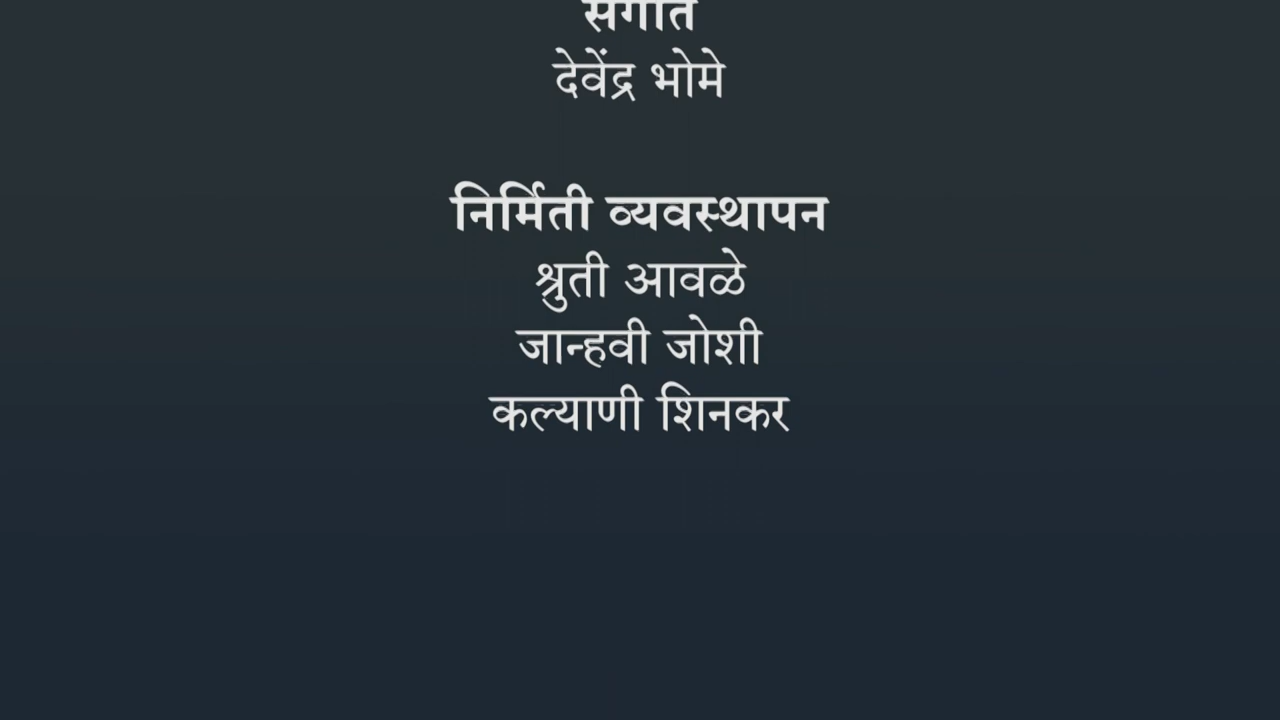 संगीत
देवेंद्र भोमे
निर्मिती व्यवस्थापन
श्रुती आवळे
जान्हवी जोशी
कल्याणी शिनकर